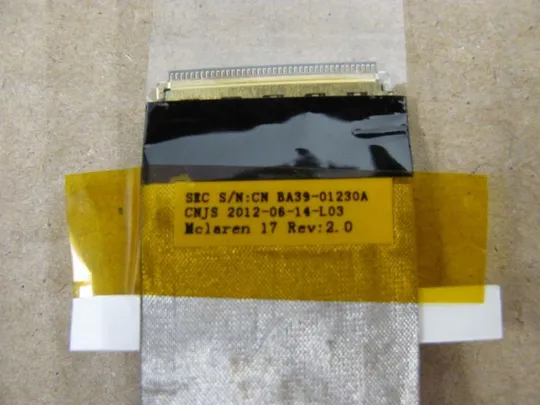 SEC S/N:CN BA39-01230A
CNJS 2012-06-14-L03
Mclaren 17 Rev:2.0